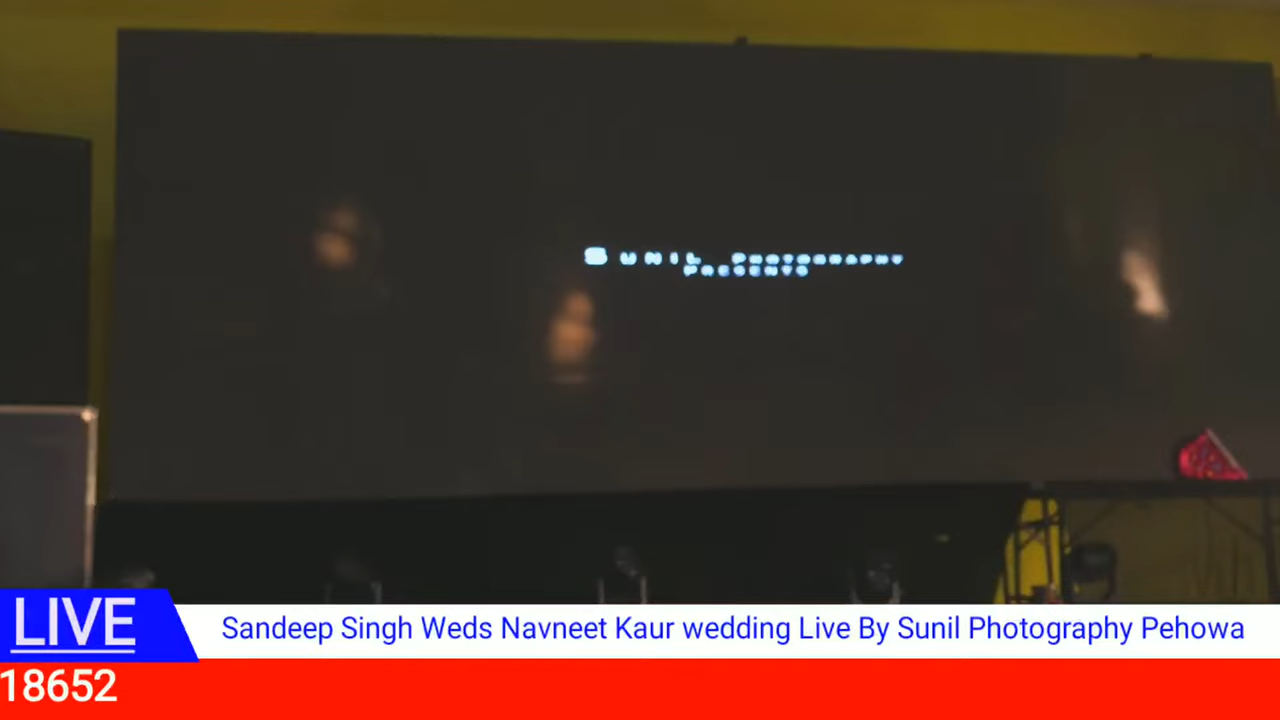 SUNIL PHOTOGRAPHY
PRESENTS
LIVE
Sandeep Singh Weds Navneet Kaur wedding Live By Sunil Photography Pehowa
18652